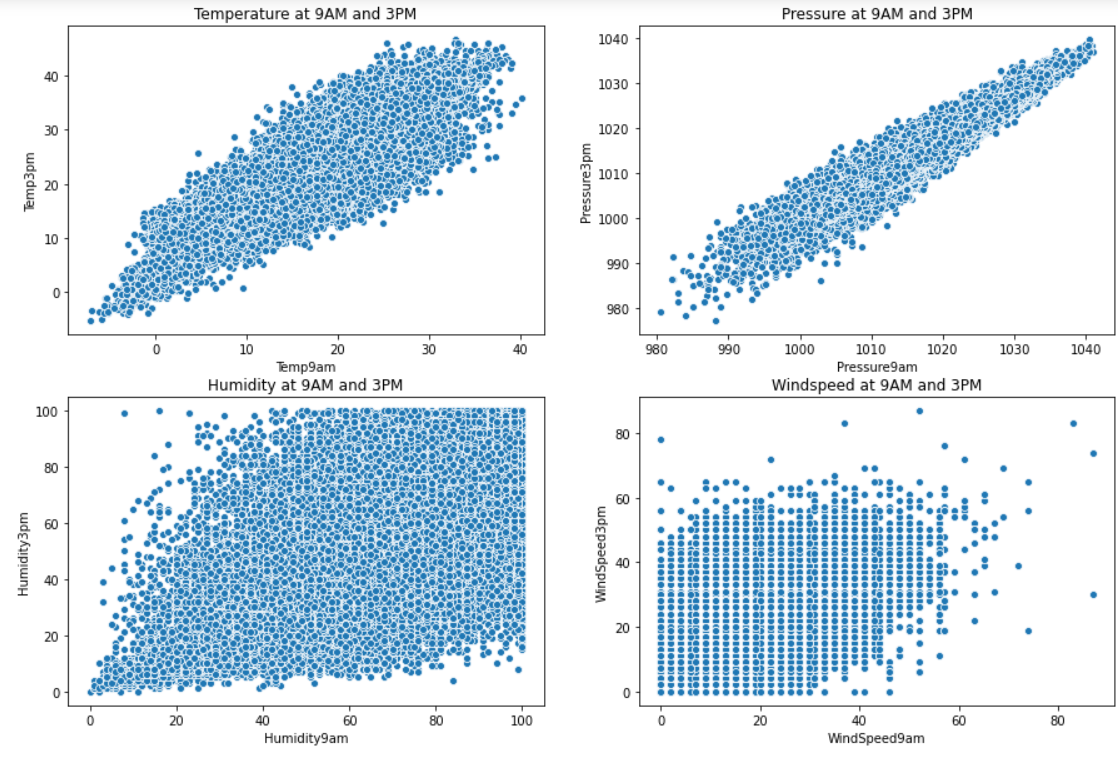 Temperature at 9AM and 3PM
Temp3pm
40
30
20
10
0
0 10 20 30 40
Temp9am
Pressure at 9AM and 3PM
Pressure3pm
1040
1030
1020
1010
1000
990
980
980 990 1000 1010 1020 1030 1040
Pressure9am
Humidity at 9AM and 3PM
Humidity3pm
100
80
60
40
20
0
0 20 40 60 80 100
Humidity9am
Windspeed at 9AM and 3PM
WindSpeed3pm
80
60
40
20
0
0 20 40 60 80
WindSpeed9am